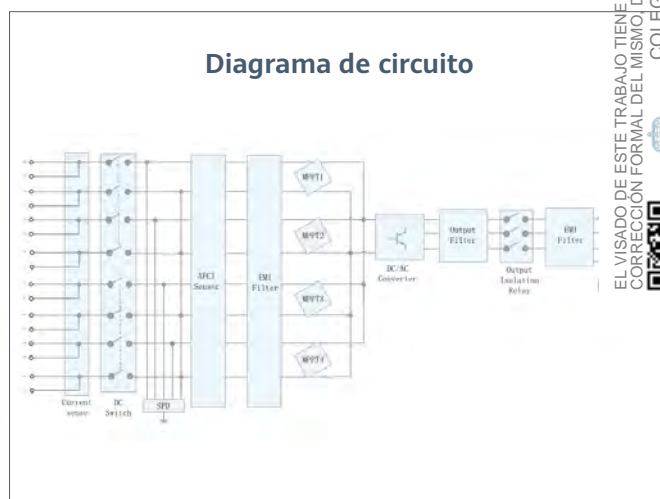 Diagrama de circuito
MPPT1
MPPT2
MPPT3
MPPT4
AFCI
Sensor
EMI
Filter
DC/AC
Converter
Output
Filter
Output
Isolation
Relay
EMI
Filter
Current
sensor
DC
Switch
SPD
EL VISADO DE ESTE TRABAJO TIENE
CORRECCIÓN FORMAL DEL MISMO, D
COLEG